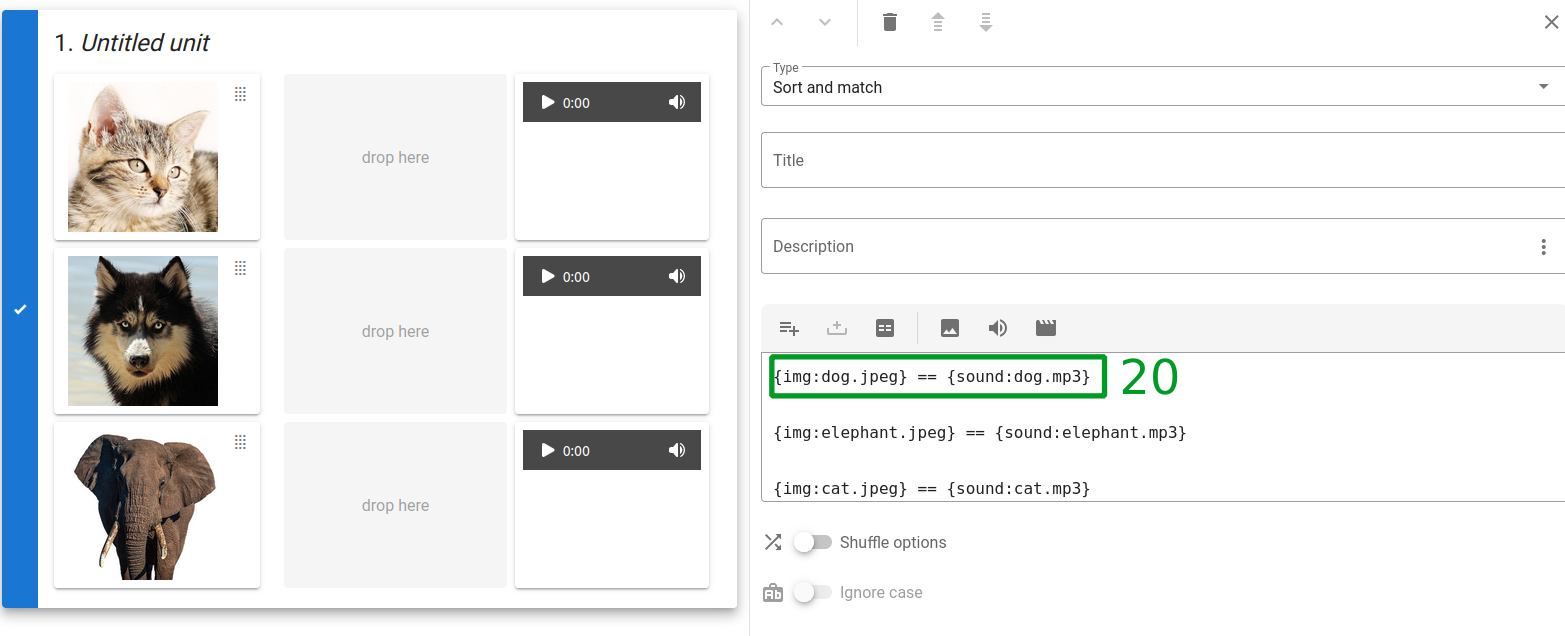 1. Untitled unit
drop here
0:00
drop here
0:00
drop here
0:00
Type
Sort and match
Title
Description
{img:dog.jpeg} == {sound:dog.mp3}
20
{img:elephant.jpeg} == {sound:elephant.mp3}
{img:cat.jpeg} == {sound:cat.mp3}
Shuffle options
Ab
Ignore case